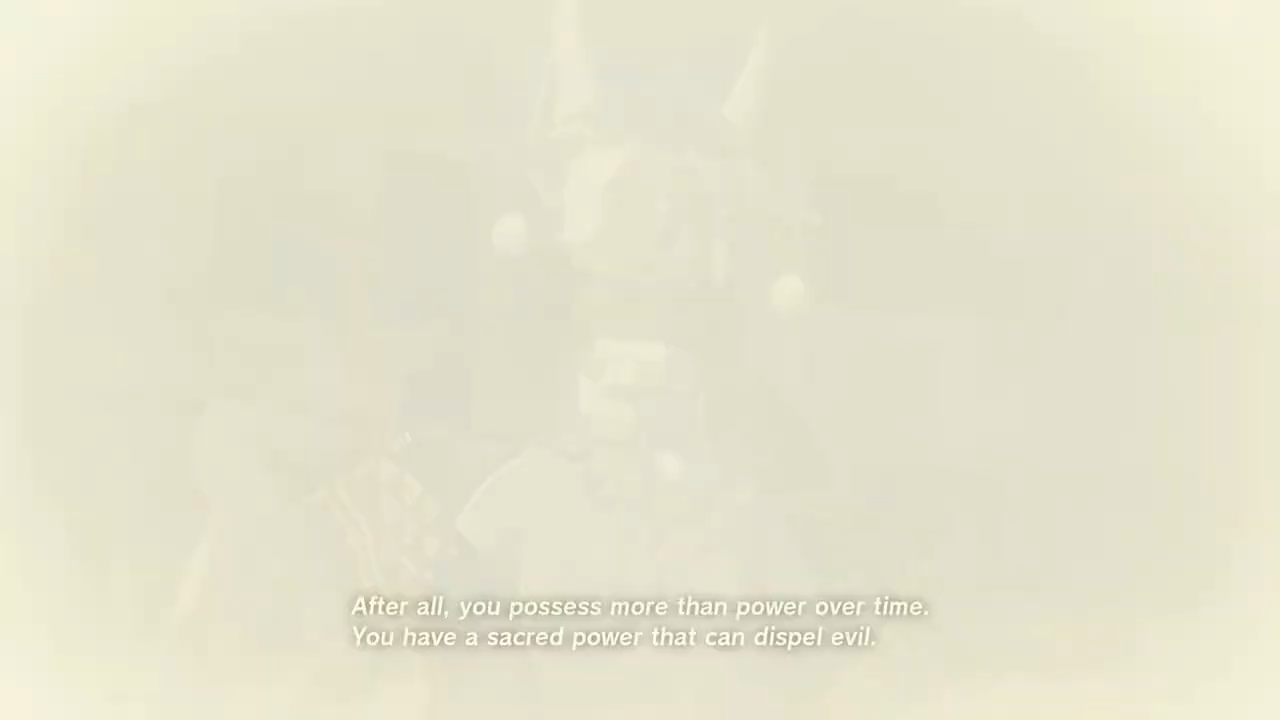 After all, you possess more than power over time.
You have a sacred power that can dispel evil.